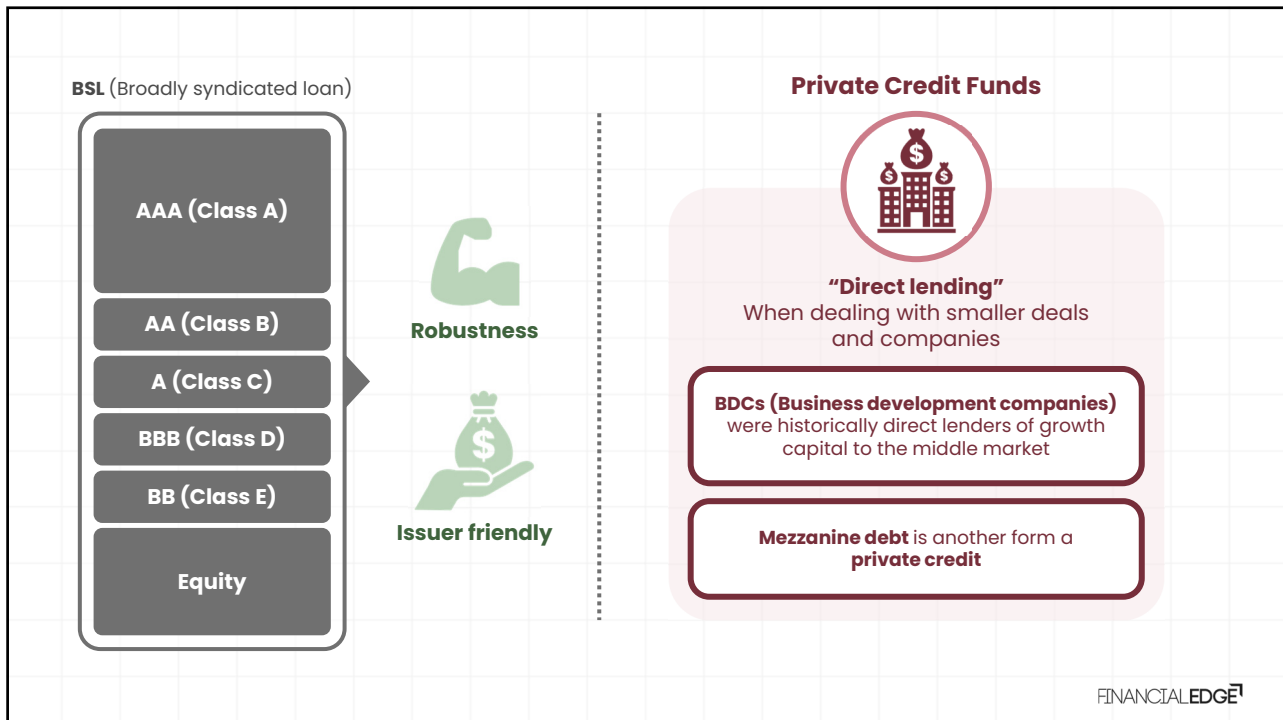 BSL (Broadly syndicated loan)
AAA (Class A)
AA (Class B)
A (Class C)
BBB (Class D)
BB (Class E)
Equity
Robustness
$
Issuer friendly
Private Credit Funds
$
$
$
“Direct lending”
When dealing with smaller deals
and companies
BDCs (Business development companies)
were historically direct lenders of growth
capital to the middle market
Mezzanine debt is another form a
private credit
FINANCIALEDGE